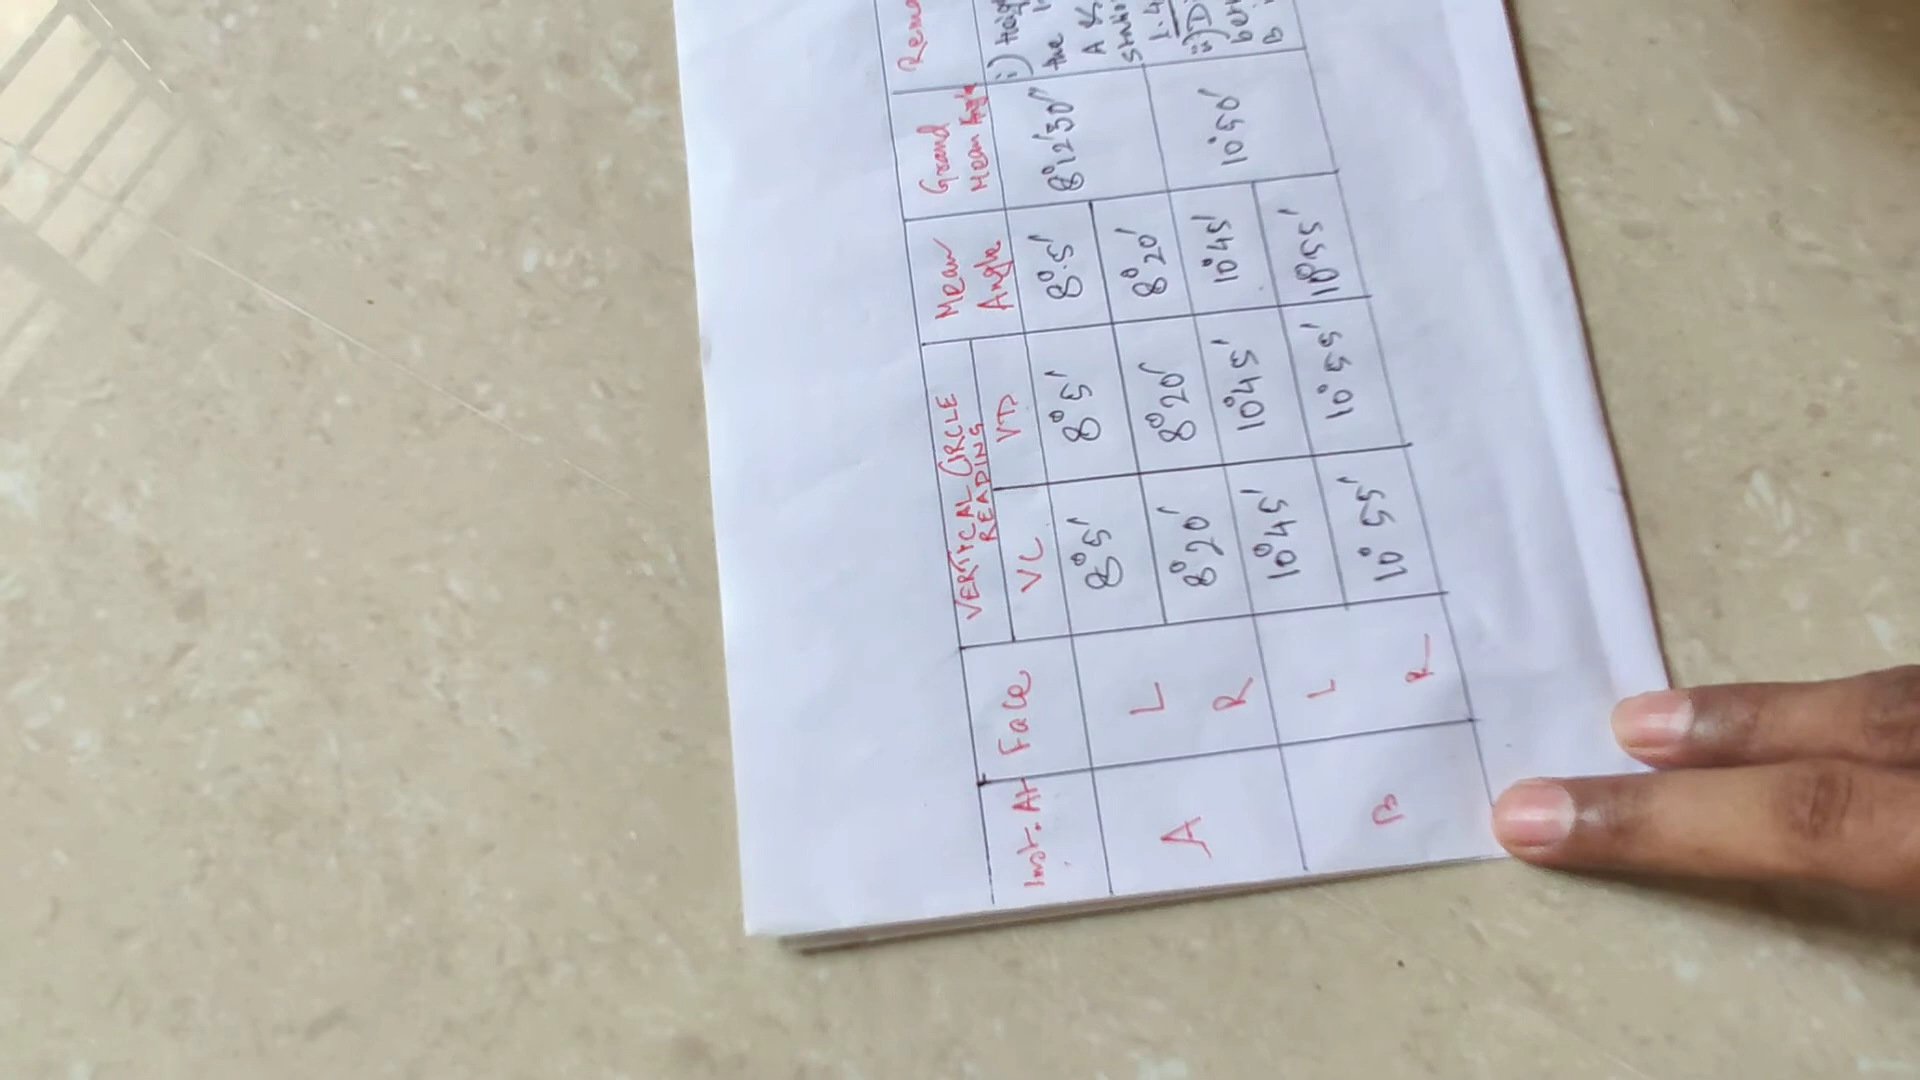 Inst. At Face VERTICAL CIRCLE READING Mean Angle Grand Mean Angle
VC VD
A L 8°5' 8°5' 8°5' 8°12'30"
R 8°20' 8°20' 8°20'
B L 10°45' 10°45' 10°45' 10°50'
R 10°55' 10°55' 10°55'
i)
the
A &
ii)
B